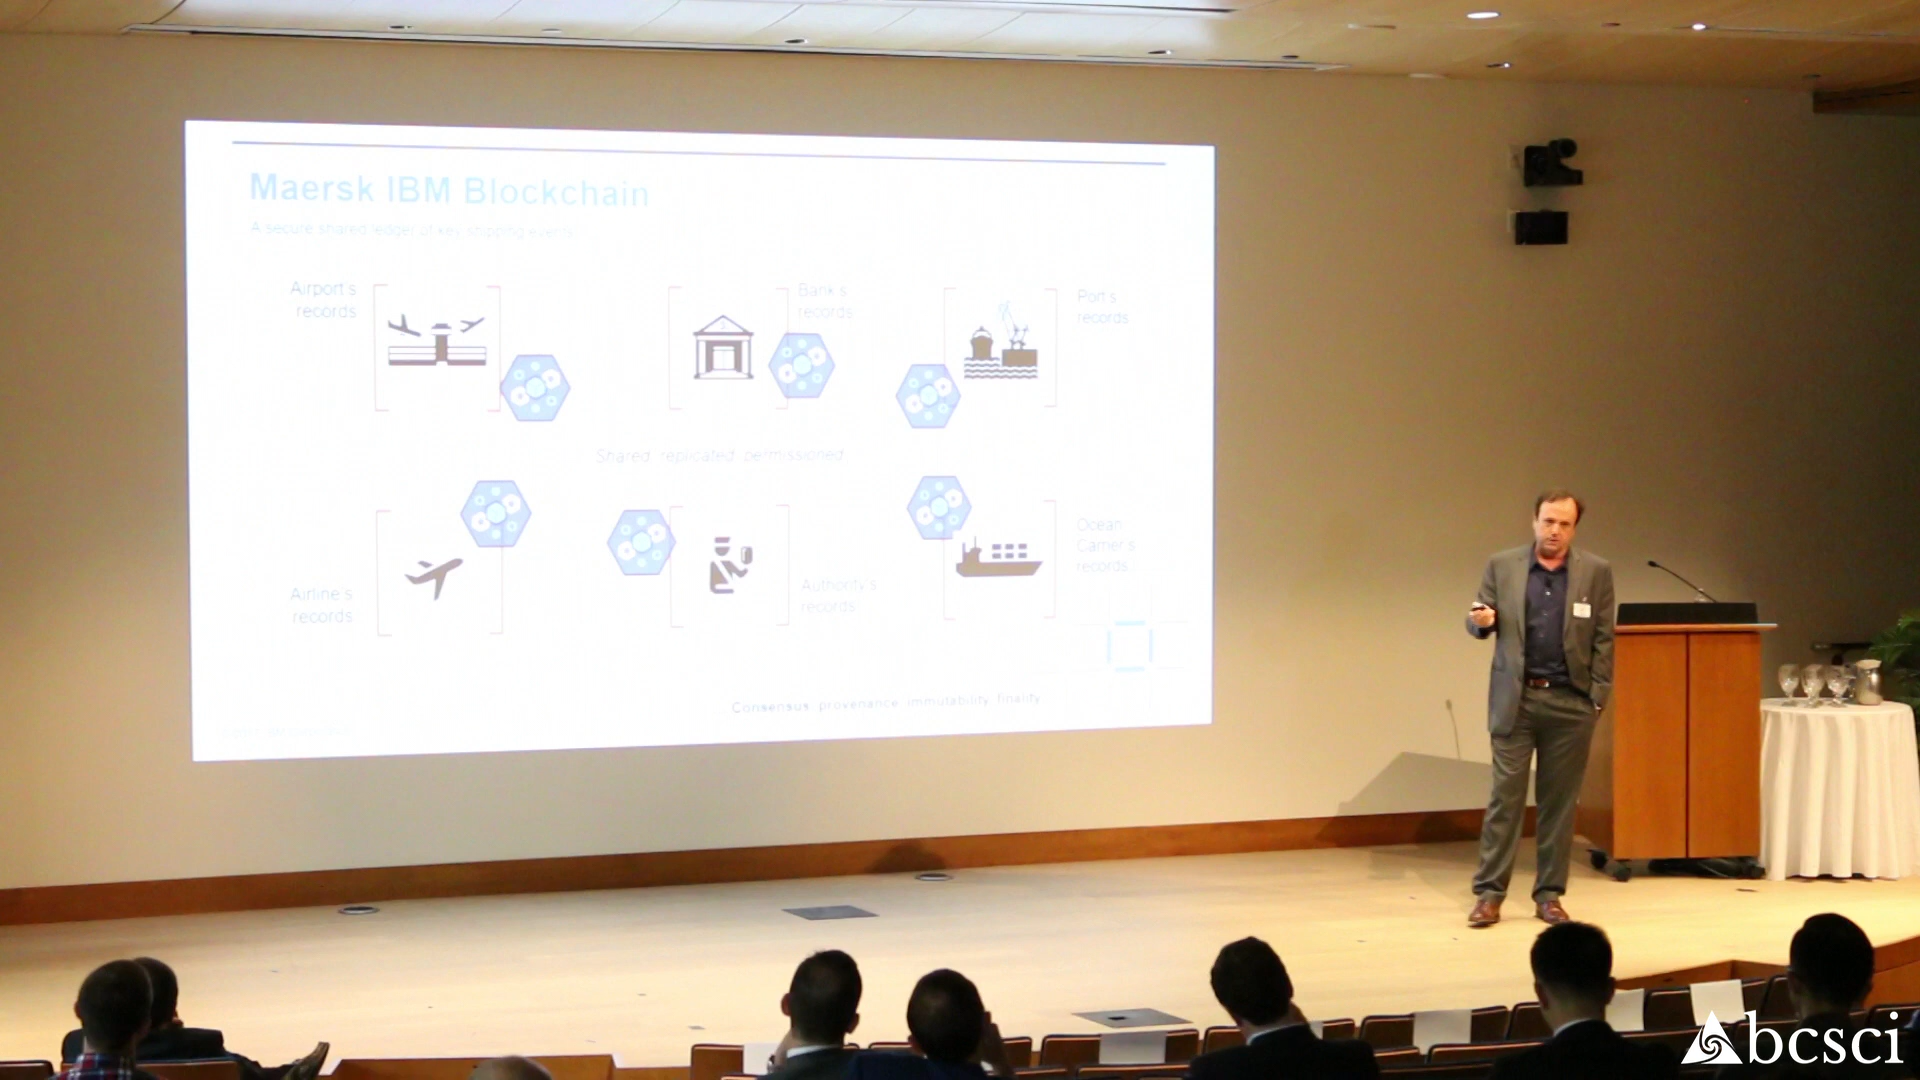 Maersk IBM Blockchain
A secure shared ledger of key shipping events
Airport's
records
Bank's
records
Port's
records
Shared replicated permissioned
Airline's
records
Authority's
records
Ocean
Carrier's
records
Consensus provenance immutability finality
bcsci